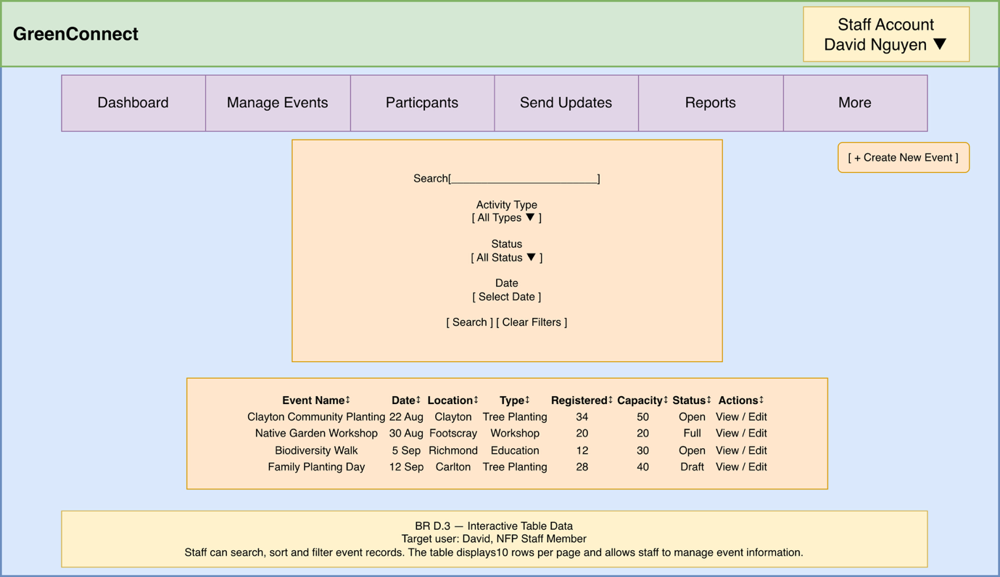 GreenConnect
Staff Account
David Nguyen ▼
Dashboard
Manage Events
Particpants
Send Updates
Reports
More
[ + Create New Event ]
Search[_________________________]
Activity Type
[ All Types ▼ ]
Status
[ All Status ▼ ]
Date
[ Select Date ]
[ Search ] [ Clear Filters ]
Event Name↕ Date↕ Location↕ Type↕ Registered↕ Capacity↕ Status↕ Actions↕
Clayton Community Planting 22 Aug Clayton Tree Planting 34 50 Open View / Edit
Native Garden Workshop 30 Aug Footscray Workshop 20 20 Full View / Edit
Biodiversity Walk 5 Sep Richmond Education 12 30 Open View / Edit
Family Planting Day 12 Sep Carlton Tree Planting 28 40 Draft View / Edit
BR D.3 — Interactive Table Data
Target user: David, NFP Staff Member
Staff can search, sort and filter event records. The table displays10 rows per page and allows staff to manage event information.